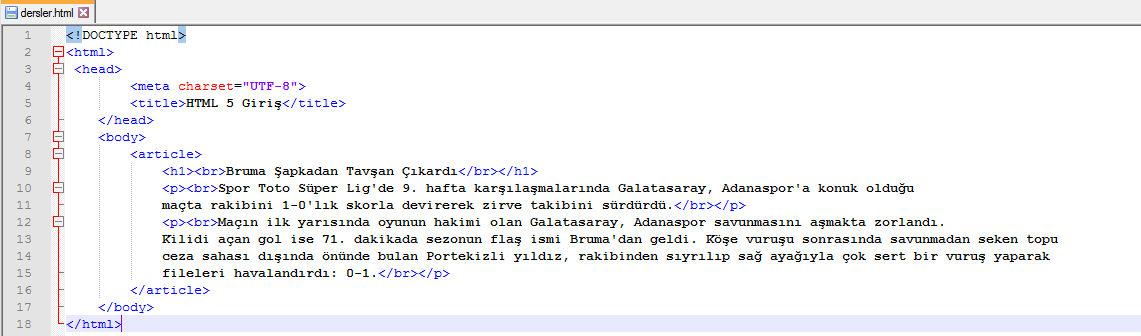 dersler.html
1 <!DOCTYPE html>
2 <html>
3 <head>
4 <meta charset="UTF-8">
5 <title>HTML 5 Giriş</title>
6 </head>
7 <body>
8 <article>
9 <h1><br>Bruma Şapkadan Tavşan Çıkardı</br></h1>
10 <p><br>Spor Toto Süper Lig'de 9. hafta karşılaşmalarında Galatasaray, Adanaspor'a konuk olduğu
11 maçta rakibini 1-0'lık skorla devirerek zirve takibini sürdürdü.</br></p>
12 <p><br>Maçın ilk yarısında oyunun hakimi olan Galatasaray, Adanaspor savunmasını aşmakta zorlandı.
13 Kilidi açan gol ise 71. dakikada sezonun flaş ismi Bruma'dan geldi. Köşe vuruşu sonrasında savunmadan seken topu
14 ceza sahası dışında önünde bulan Portekizli yıldız, rakibinden sıyrılıp sağ ayağıyla çok sert bir vuruş yaparak
15 fileleri havalandırdı: 0-1.</br></p>
16 </article>
17 </body>
18 </html>